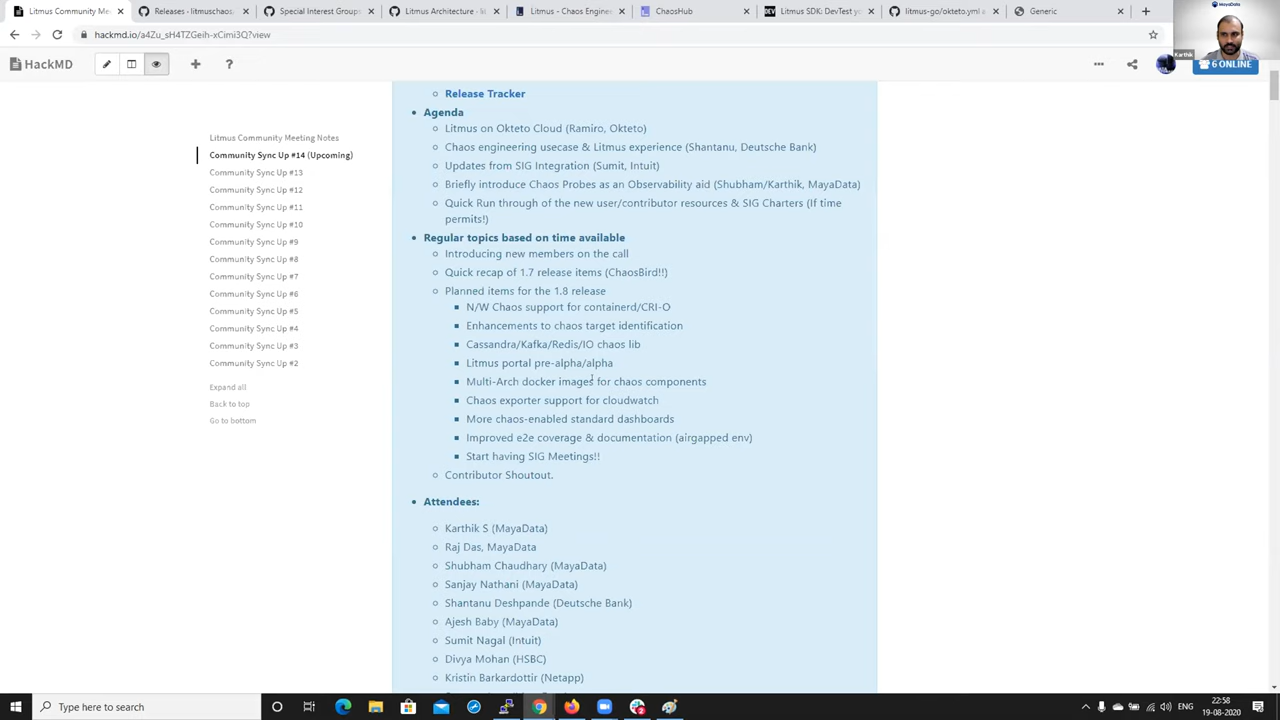 Litmus Community Me
Releases · litmuschaos
Special Interest Groups
Litmus Architecture - li
Litmus - Chaos Engine
ChaosHub
DEV
Litmus SDK: DevTest yo
litmus-go/okteto.yml a
Generic
MayaData
hackmd.io/a4Zu_sH4TZGeih-xCimi3Q?view
Karthik
HackMD
6 ONLINE
Release Tracker
Agenda
Litmus on Okteto Cloud (Ramiro, Okteto)
Chaos engineering usecase & Litmus experience (Shantanu, Deutsche Bank)
Updates from SIG Integration (Sumit, Intuit)
Briefly introduce Chaos Probes as an Observability aid (Shubham/Karthik, MayaData)
Quick Run through of the new user/contributor resources & SIG Charters (If time
permits!)
Regular topics based on time available
Introducing new members on the call
Quick recap of 1.7 release items (ChaosBird!!)
Planned items for the 1.8 release
N/W Chaos support for containerd/CRI-O
Enhancements to chaos target identification
Cassandra/Kafka/Redis/IO chaos lib
Litmus portal pre-alpha/alpha
Multi-Arch docker images for chaos components
Chaos exporter support for cloudwatch
More chaos-enabled standard dashboards
Improved e2e coverage & documentation (airgapped env)
Start having SIG Meetings!!
Contributor Shoutout.
Attendees:
Karthik S (MayaData)
Raj Das, MayaData
Shubham Chaudhary (MayaData)
Sanjay Nathani (MayaData)
Shantanu Deshpande (Deutsche Bank)
Ajesh Baby (MayaData)
Sumit Nagal (Intuit)
Divya Mohan (HSBC)
Kristin Barkardottir (Netapp)
Litmus Community Meeting Notes
Community Sync Up #14 (Upcoming)
Community Sync Up #13
Community Sync Up #12
Community Sync Up #11
Community Sync Up #10
Community Sync Up #9
Community Sync Up #8
Community Sync Up #7
Community Sync Up #6
Community Sync Up #5
Community Sync Up #4
Community Sync Up #3
Community Sync Up #2
Expand all
Back to top
Go to bottom
Type here to search
22:58
19-08-2020